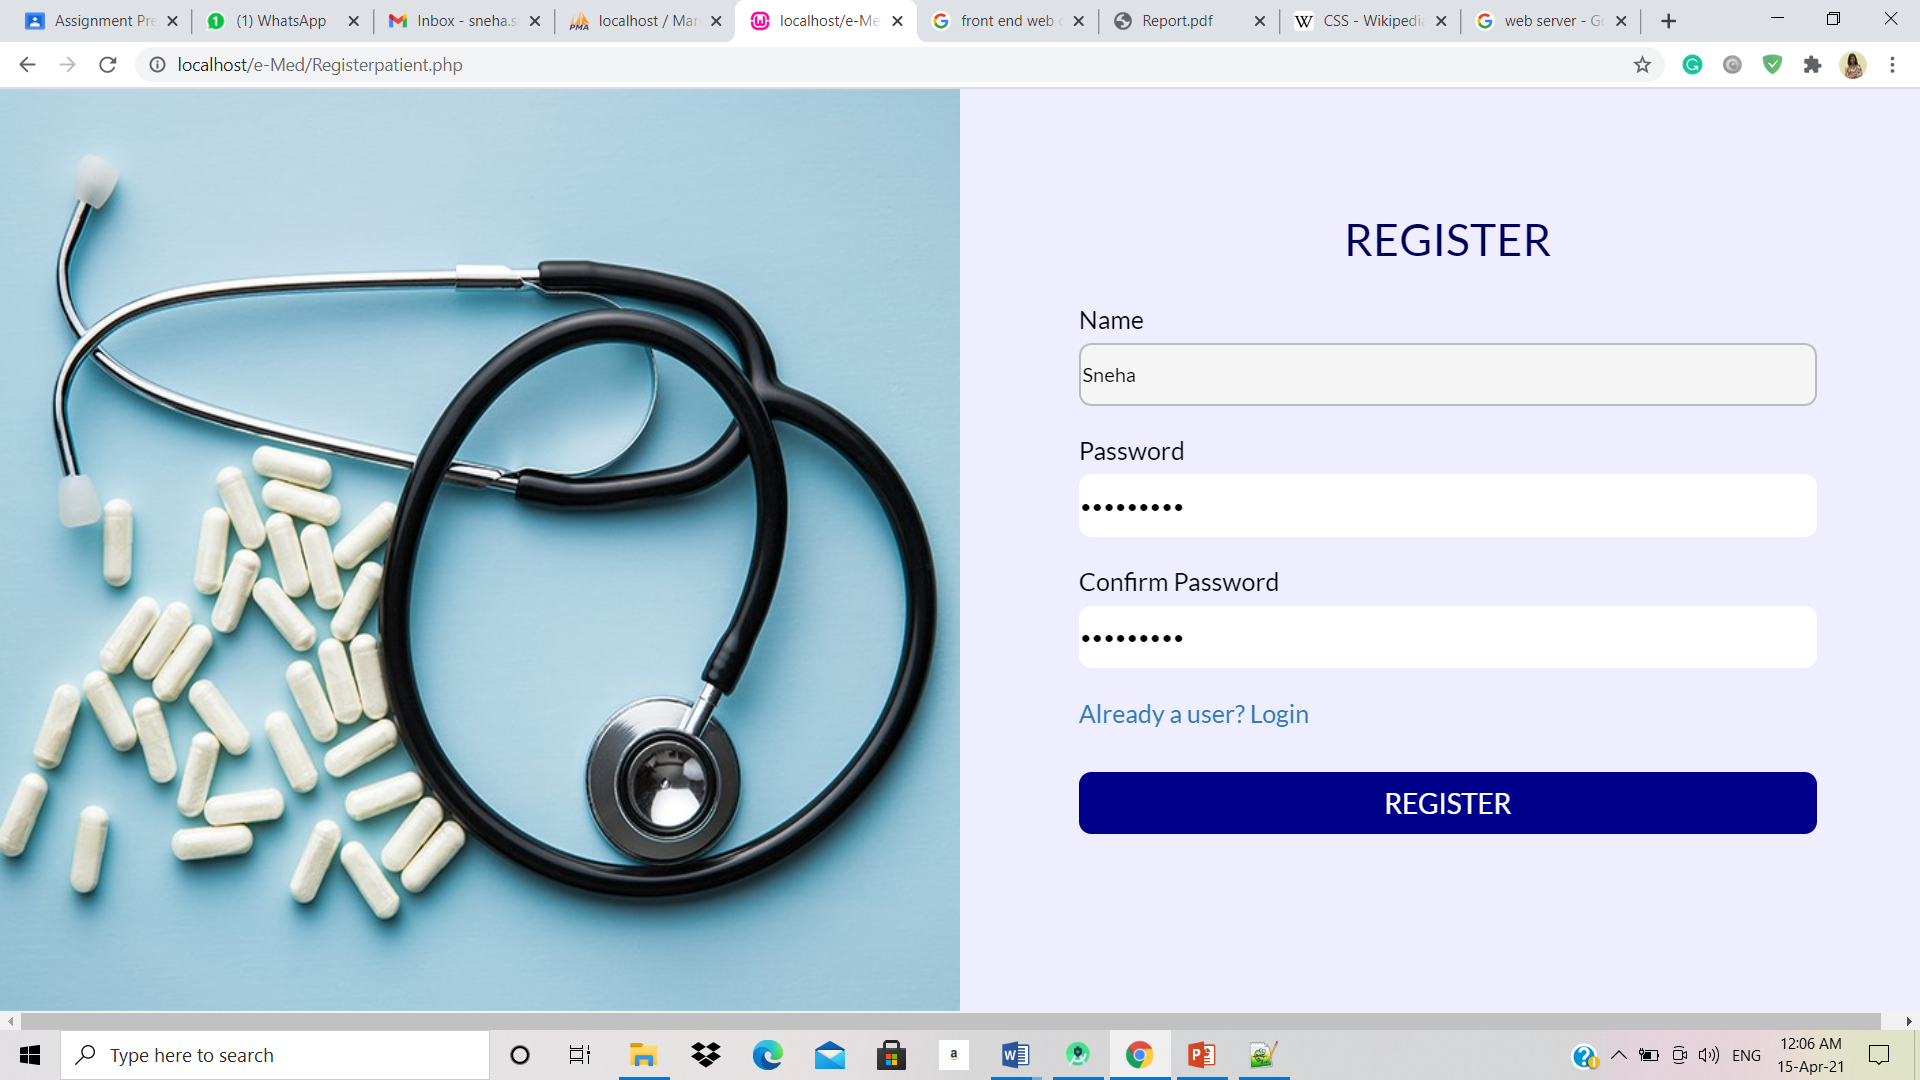 Assignment Pre
(1) WhatsApp
Inbox - sneha.s
localhost / Mar
localhost/e-Me
front end web
Report.pdf
CSS - Wikipedi
web server - Go
localhost/e-Med/Registerpatient.php
REGISTER
Name
Sneha
Password
•••••••••
Confirm Password
•••••••••
Already a user? Login
REGISTER
Type here to search
ENG
12:06 AM
15-Apr-21